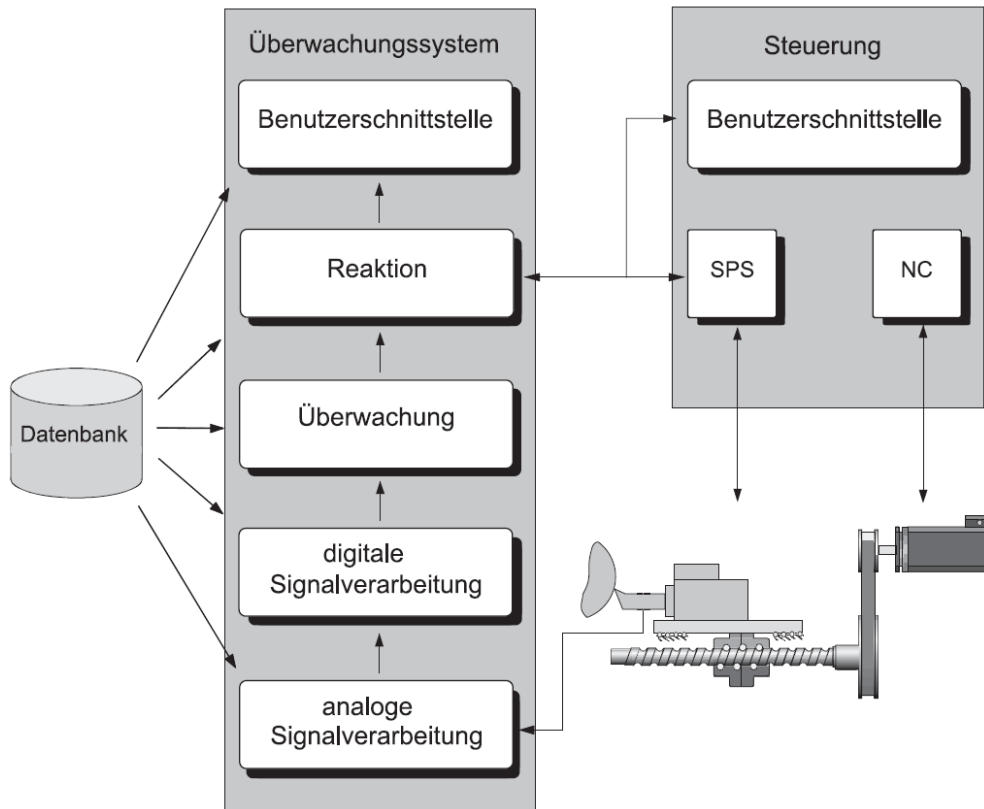 Überwachungssystem
Benutzerschnittstelle
Reaktion
Überwachung
digitale
Signalverarbeitung
analoge
Signalverarbeitung
Datenbank
Steuerung
Benutzerschnittstelle
SPS
NC